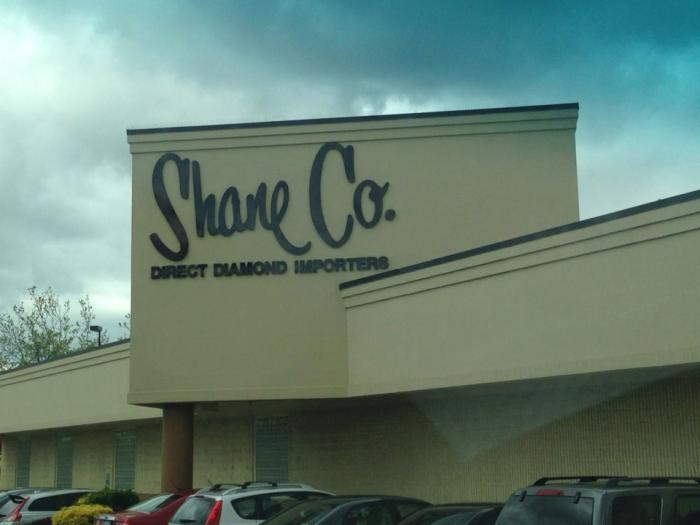 Shane Co.
DIRECT DIAMOND IMPORTERS